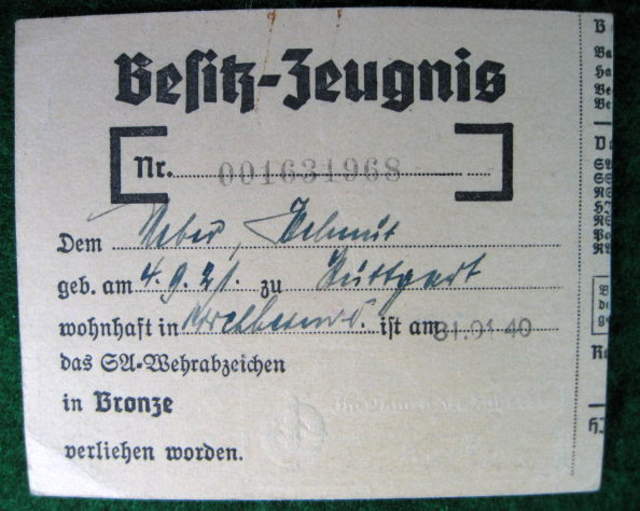 Besitz-Zeugnis
Nr. 001631968
Dem Weber, Helmut
geb. am 4.9.21. zu Stuttgart
wohnhaft in ist am 31.01.40
das SA-Wehrabzeichen
in Bronze
verliehen worden.